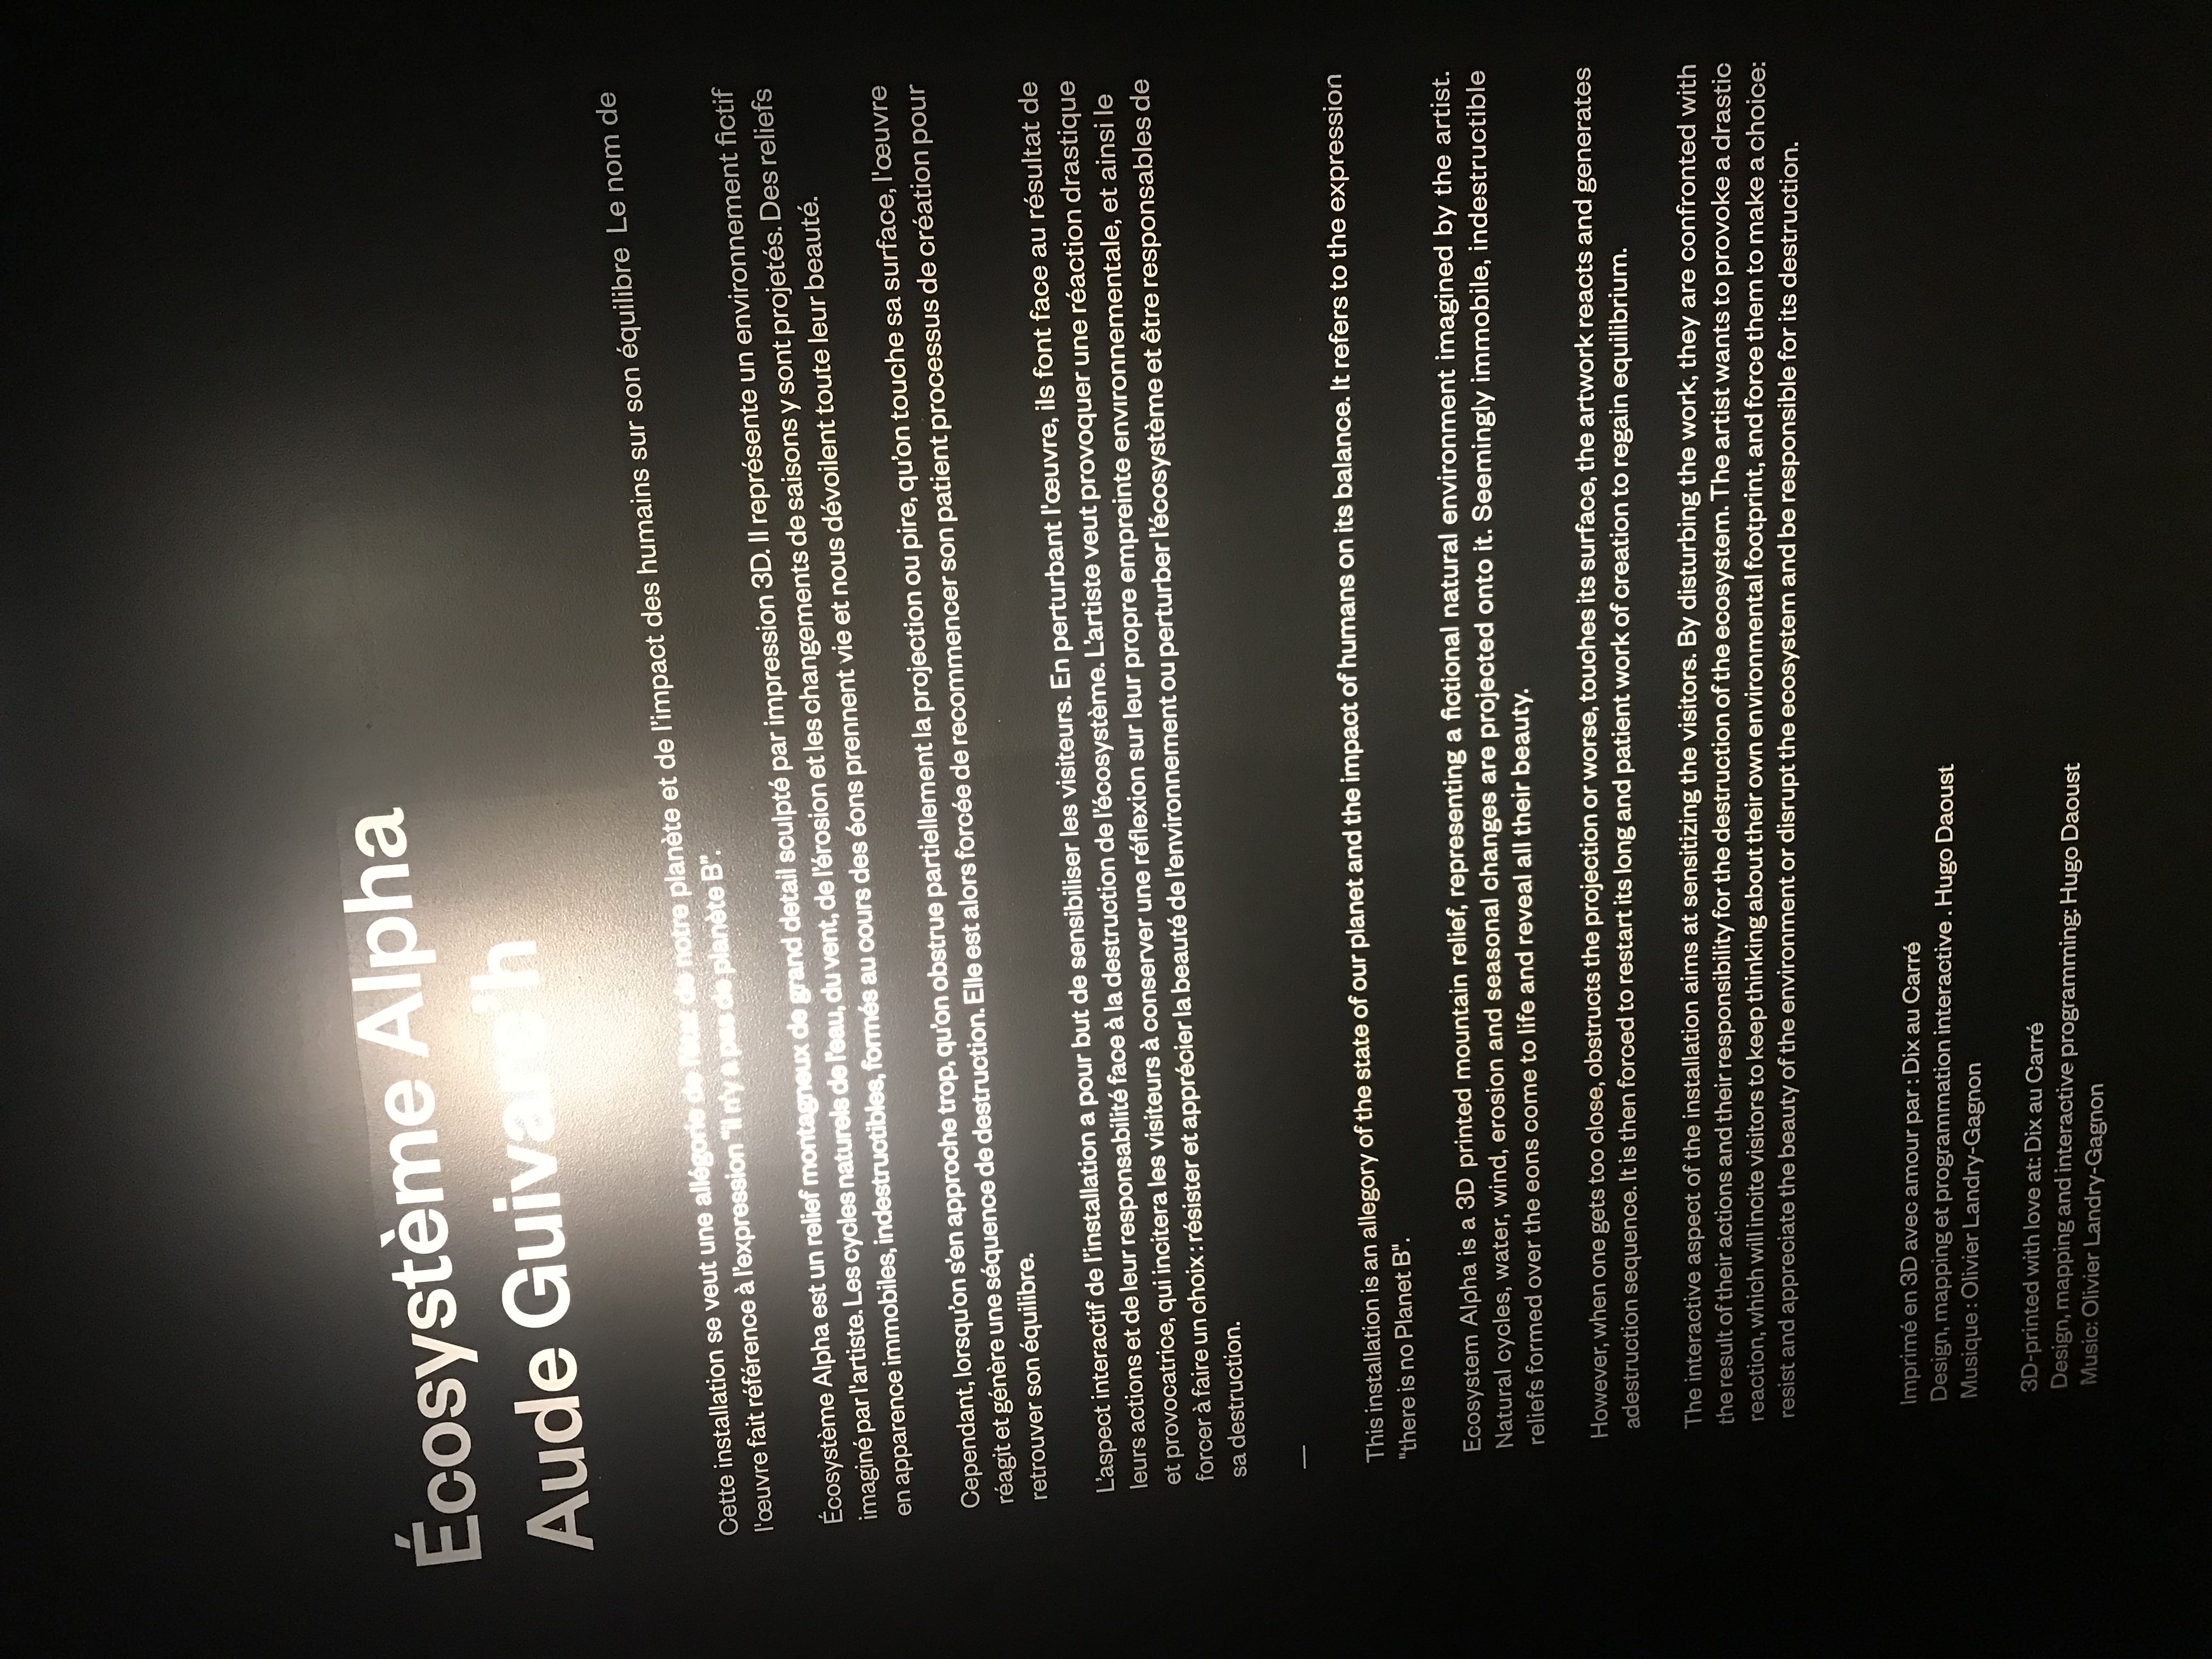 Écosystème Alpha
Aude Guivarc'h
Cette installation se veut une allégorie de l'état de notre planète et de l'impact des humains sur son équilibre Le nom de
l'œuvre fait référence à l'expression "il n'y a pas de planète B".
Écosystème Alpha est un relief montagneux de grand detail sculpté par impression 3D. Il représente un environnement fictif
imaginé par l'artiste. Les cycles naturels de l'eau, du vent, de l'érosion et les changements de saisons y sont projetés. Des reliefs
en apparence immobiles, indestructibles, formés au cours des éons prennent vie et nous dévoilent toute leur beauté.
Cependant, lorsqu'on s'en approche trop, qu'on obstrue partiellement la projection ou pire, qu'on touche sa surface, l'œuvre
réagit et génère une séquence de destruction. Elle est alors forcée de recommencer son patient processus de création pour
retrouver son équilibre.
L'aspect interactif de l'installation a pour but de sensibiliser les visiteurs. En perturbant l'œuvre, ils font face au résultat de
leurs actions et de leur responsabilité face à la destruction de l'écosystème. L'artiste veut provoquer une réaction drastique
et provocatrice, qui incitera les visiteurs à conserver une réflexion sur leur propre empreinte environnementale, et ainsi le
forcer à faire un choix : résister et apprécier la beauté de l'environnement ou perturber l'écosystème et être responsables de
sa destruction.
—
This installation is an allegory of the state of our planet and the impact of humans on its balance. It refers to the expression
"there is no Planet B".
Ecosystem Alpha is a 3D printed mountain relief, representing a fictional natural environment imagined by the artist.
Natural cycles, water, wind, erosion and seasonal changes are projected onto it. Seemingly immobile, indestructible
reliefs formed over the eons come to life and reveal all their beauty.
However, when one gets too close, obstructs the projection or worse, touches its surface, the artwork reacts and generates
adestruction sequence. It is then forced to restart its long and patient work of creation to regain equilibrium.
The interactive aspect of the installation aims at sensitizing the visitors. By disturbing the work, they are confronted with
the result of their actions and their responsibility for the destruction of the ecosystem. The artist wants to provoke a drastic
reaction, which will incite visitors to keep thinking about their own environmental footprint, and force them to make a choice:
resist and appreciate the beauty of the environment or disrupt the ecosystem and be responsible for its destruction.
Imprimé en 3D avec amour par : Dix au Carré
Design, mapping et programmation interactive . Hugo Daoust
Musique : Olivier Landry-Gagnon
3D-printed with love at: Dix au Carré
Design, mapping and interactive programming: Hugo Daoust
Music: Olivier Landry-Gagnon